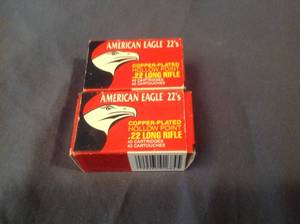 AMERICAN EAGLE 22's
COPPER-PLATED
HOLLOW POINT
.22 LONG RIFLE
40 CARTRIDGES
40 CARTOUCHES
AMERICAN EAGLE 22's
COPPER-PLATED
HOLLOW POINT
.22 LONG RIFLE
40 CARTRIDGES
40 CARTOUCHES